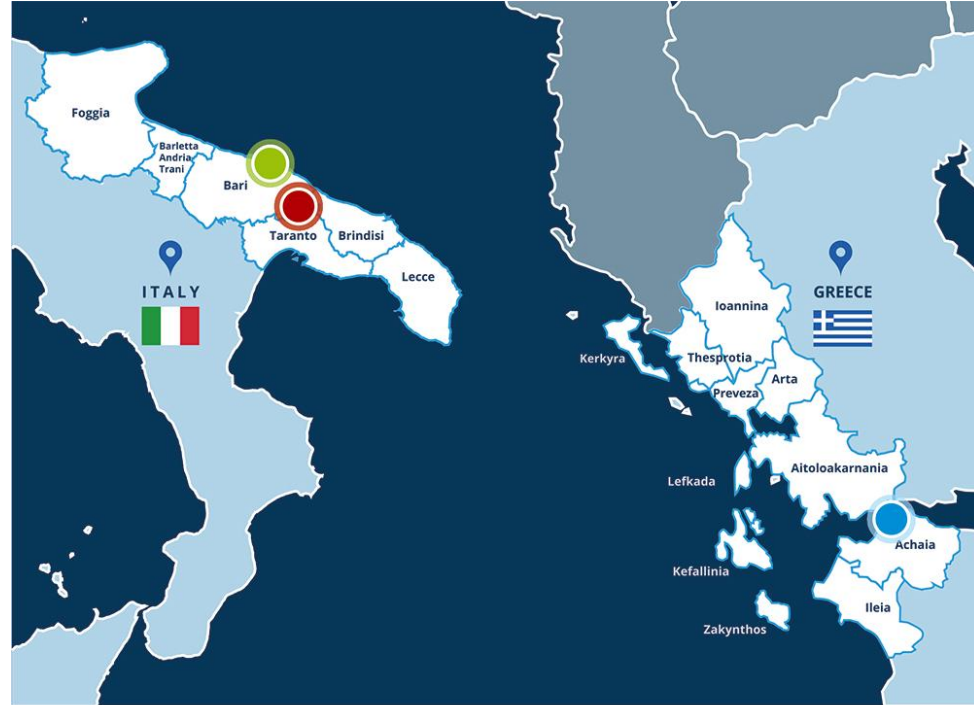 Foggia
Barletta
Andria
Trani
Bari
Taranto
Brindisi
Lecce
ITALY
GREECE
Ioannina
Kerkyra
Thesprotia
Preveza
Arta
Aitoloakarnania
Lefkada
Achaia
Kefallinia
Ileia
Zakynthos